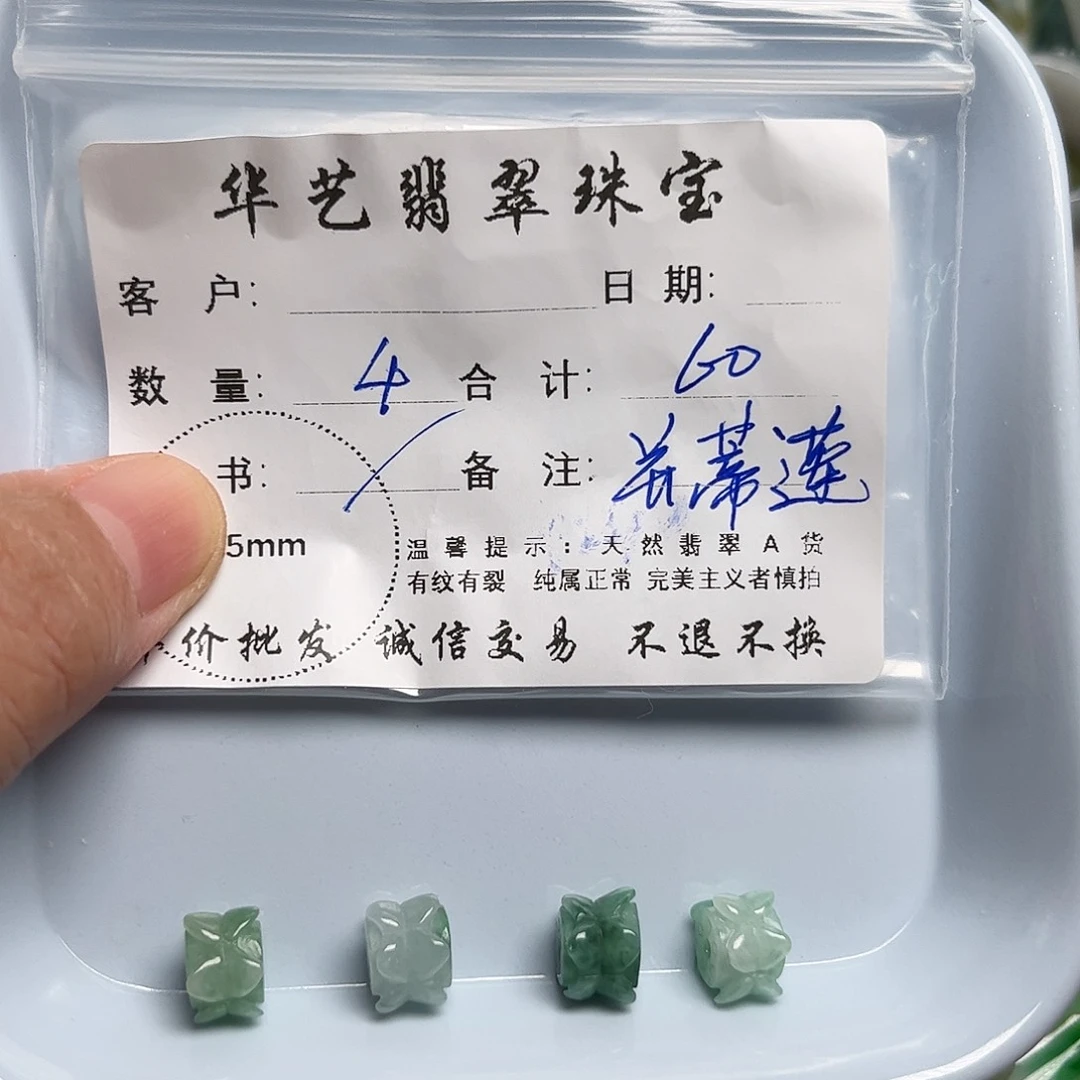 华艺翡翠珠宝
客 户: 日 期:
数 量: 4 合 计: 60
书: 备 注: 并蒂莲
5mm
温馨提示:天然翡翠A货
有纹有裂 纯属正常 完美主义者慎拍
价批发 诚信交易 不退不换